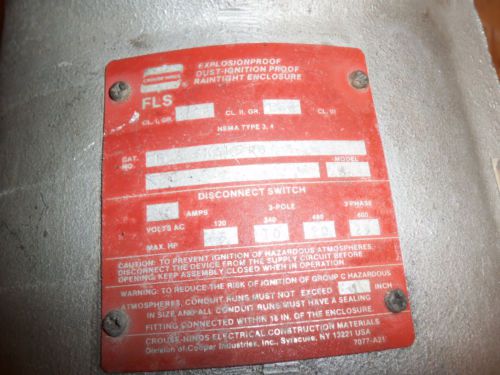 CROUSE-HINDS
EXPLOSIONPROOF
DUST-IGNITION PROOF
RAINTIGHT ENCLOSURE
FLS
CL. I, GR.
CL. II, GR.
CL. III
NEMA TYPE 3, 4
CAT. NO.
MODEL
DISCONNECT SWITCH
AMPS
2-POLE
3 PHASE
VOLTS AC
120
240
480
600
MAX. HP
CAUTION: TO PREVENT IGNITION OF HAZARDOUS ATMOSPHERES,
DISCONNECT THE DEVICE FROM THE SUPPLY CIRCUIT BEFORE
OPENING. KEEP ASSEMBLY CLOSED WHEN IN OPERATION.
WARNING: TO REDUCE THE RISK OF IGNITION OF GROUP C HAZARDOUS
ATMOSPHERES, CONDUIT RUNS MUST NOT EXCEED
INCH
IN SIZE, AND ALL CONDUIT RUNS MUST HAVE A SEALING
FITTING CONNECTED WITHIN 18 IN. OF THE ENCLOSURE.
CROUSE-HINDS ELECTRICAL CONSTRUCTION MATERIALS
Division of Cooper Industries, Inc., Syracuse, NY 13221 USA
7077-A21